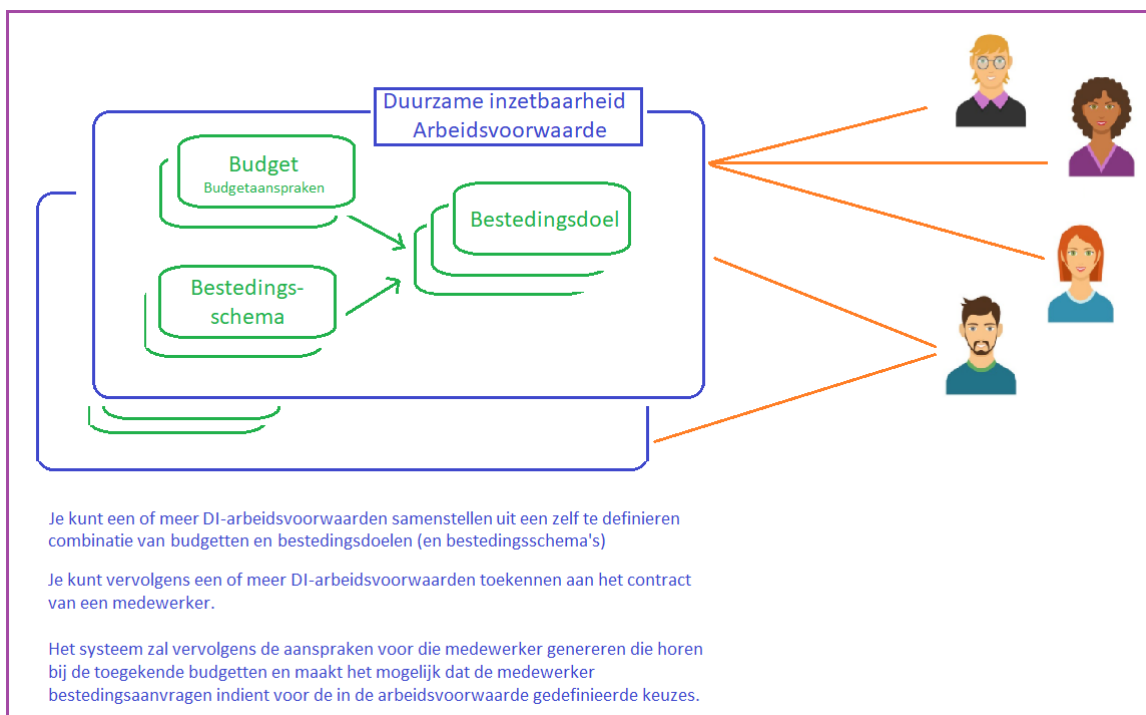 Duurzame inzetbaarheid
Arbeidsvoorwaarde
Budget
Budgetaanspraken
Bestedingsdoel
Bestedings-
schema
Je kunt een of meer DI-arbeidsvoorwaarden samenstellen uit een zelf te definieren
combinatie van budgetten en bestedingsdoelen (en bestedingsschema's)
Je kunt vervolgens een of meer DI-arbeidsvoorwaarden toekennen aan het contract
van een medewerker.
Het systeem zal vervolgens de aanspraken voor die medewerker genereren die horen
bij de toegekende budgetten en maakt het mogelijk dat de medewerker
bestedingsaanvragen indient voor de in de arbeidsvoorwaarde gedefinieerde keuzes.